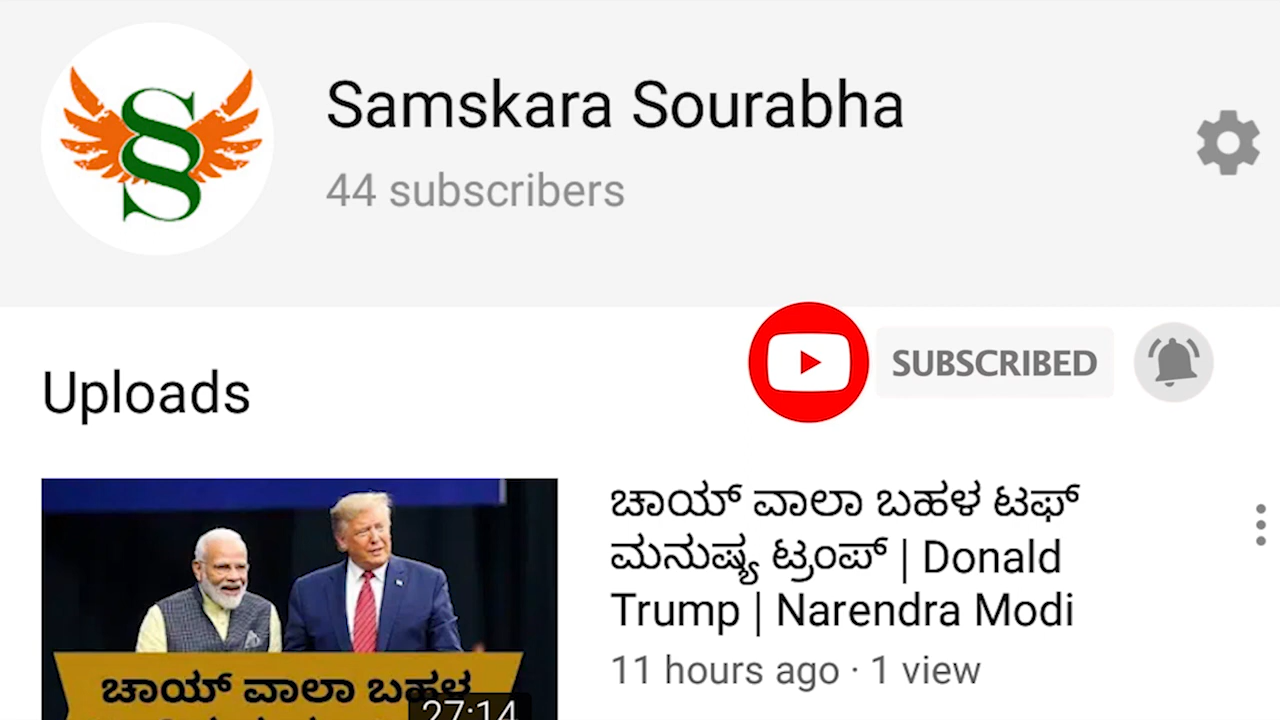 Samskara Sourabha
44 subscribers
SUBSCRIBED
Uploads
ಚಾಯ್ ವಾಲಾ ಬಹಳ ಟಫ್
ಮನುಷ್ಯ ಟ್ರಂಪ್ | Donald
Trump | Narendra Modi
11 hours ago · 1 view
ಚಾಯ್ ವಾಲಾ ಬಹಳ
27:14